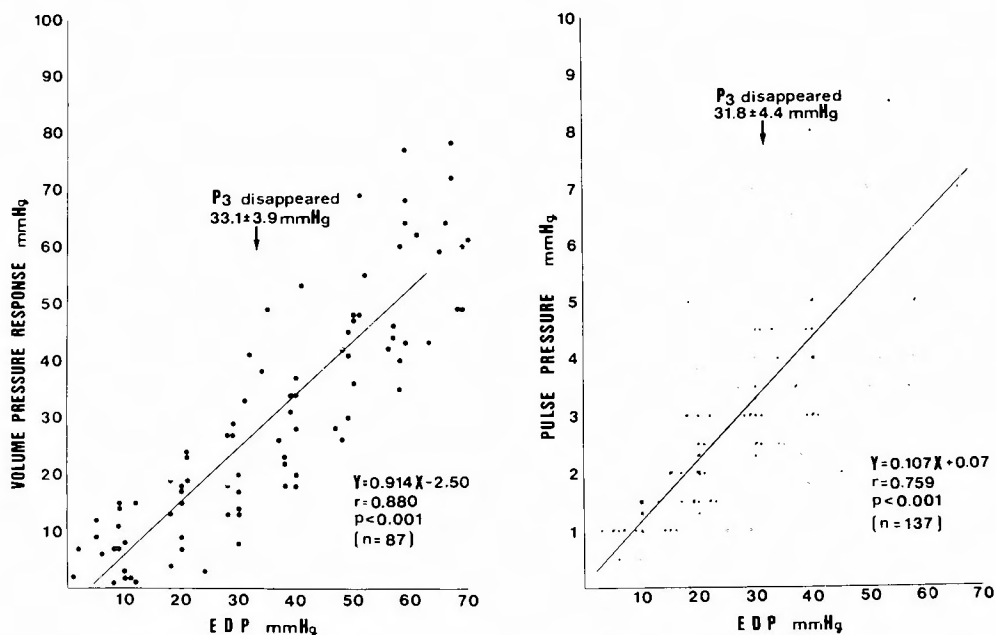 100
90
80
70
60
50
40
30
20
10
VOLUME PRESSURE RESPONSE mmHg
P3 disappeared
33.1±3.9 mmHg
Y=0.914X-2.50
r=0.880
p<0.001
(n=87)
10 20 30 40 50 60 70
EDP mmHg
10
9
8
7
6
5
4
3
2
1
PULSE PRESSURE mmHg
P3 disappeared
31.8±4.4 mmHg
Y=0.107X+0.07
r=0.759
p<0.001
(n=137)
10 20 30 40 50 60 70
EDP mmHg